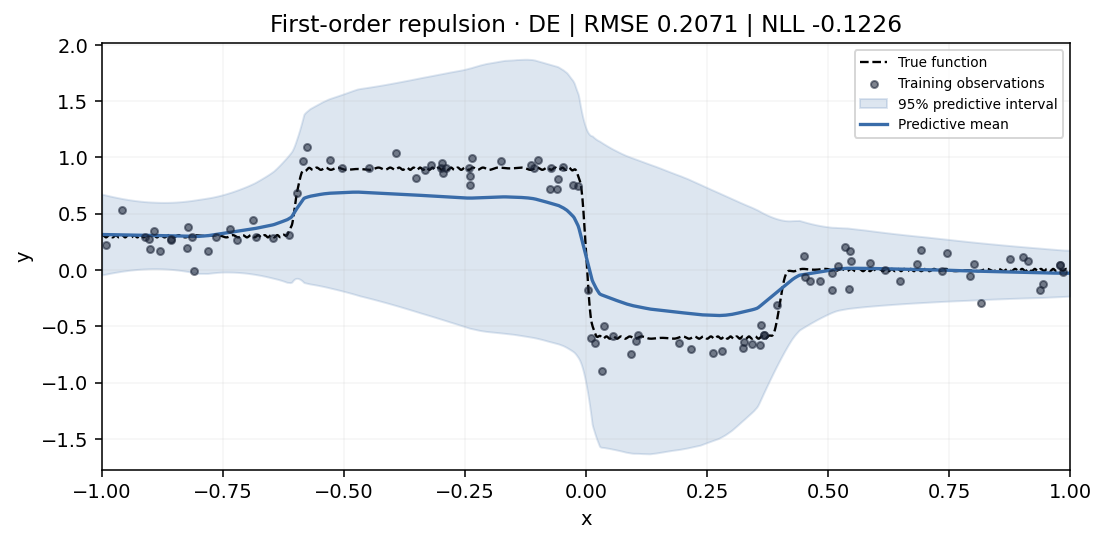 First-order repulsion · DE | RMSE 0.2071 | NLL -0.1226
2.0
1.5
1.0
0.5
0.0
−0.5
−1.0
−1.5
y
True function
Training observations
95% predictive interval
Predictive mean
−1.00 −0.75 −0.50 −0.25 0.00 0.25 0.50 0.75 1.00
x